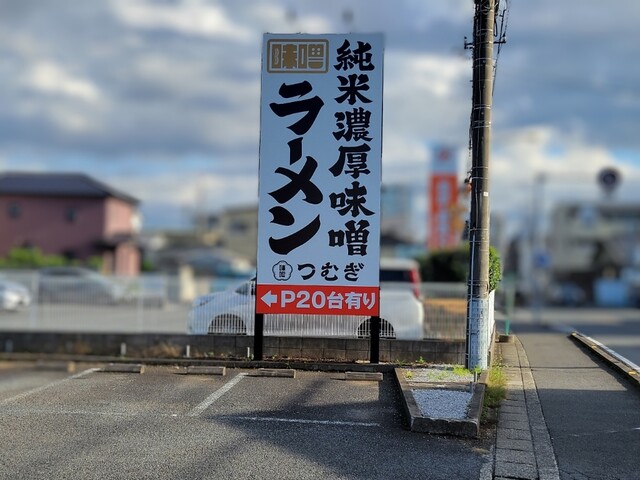 純米濃厚味噌
味噌
ラーメン
つむぎ
←P20台有り